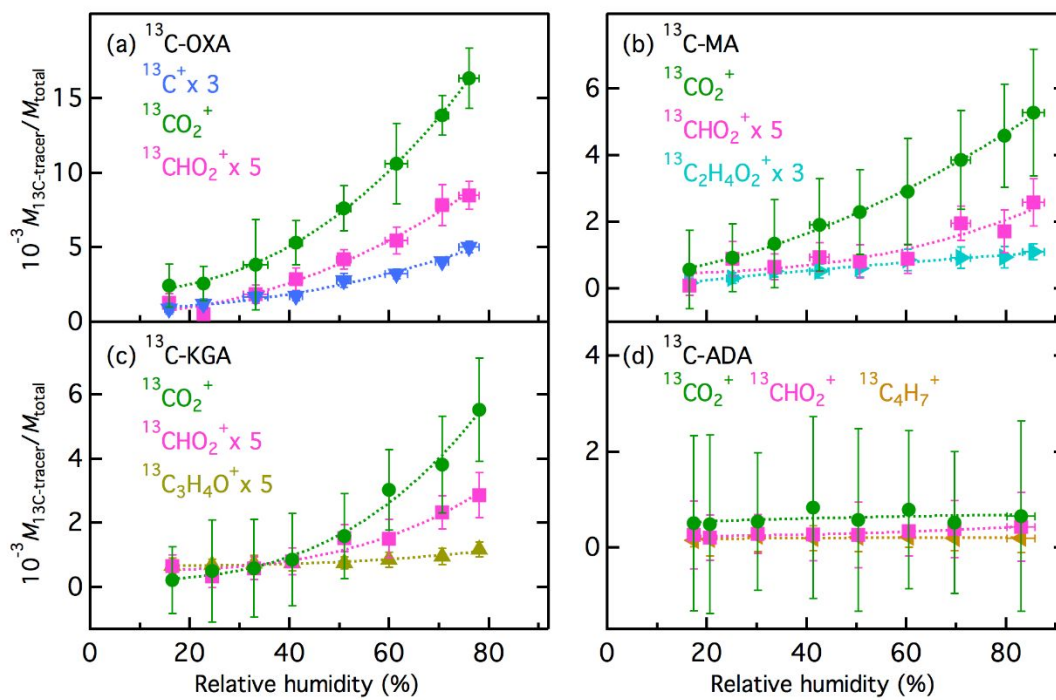 (a) ¹³C-OXA
¹³C⁺ x 3
¹³CO₂⁺
¹³CHO₂⁺ x 5
15
10
5
0
10⁻³ M₁₃C-tracer/Mtotal
(b) ¹³C-MA
¹³CO₂⁺
¹³CHO₂⁺ x 5
¹³C₂H₄O₂⁺ x 3
6
4
2
0
(c) ¹³C-KGA
¹³CO₂⁺
¹³CHO₂⁺ x 5
¹³C₃H₄O⁺ x 5
6
4
2
0
10⁻³ M₁₃C-tracer/Mtotal
0 20 40 60 80
Relative humidity (%)
(d) ¹³C-ADA
¹³CO₂⁺ ¹³CHO₂⁺ ¹³C₄H₇⁺
4
2
0
0 20 40 60 80
Relative humidity (%)